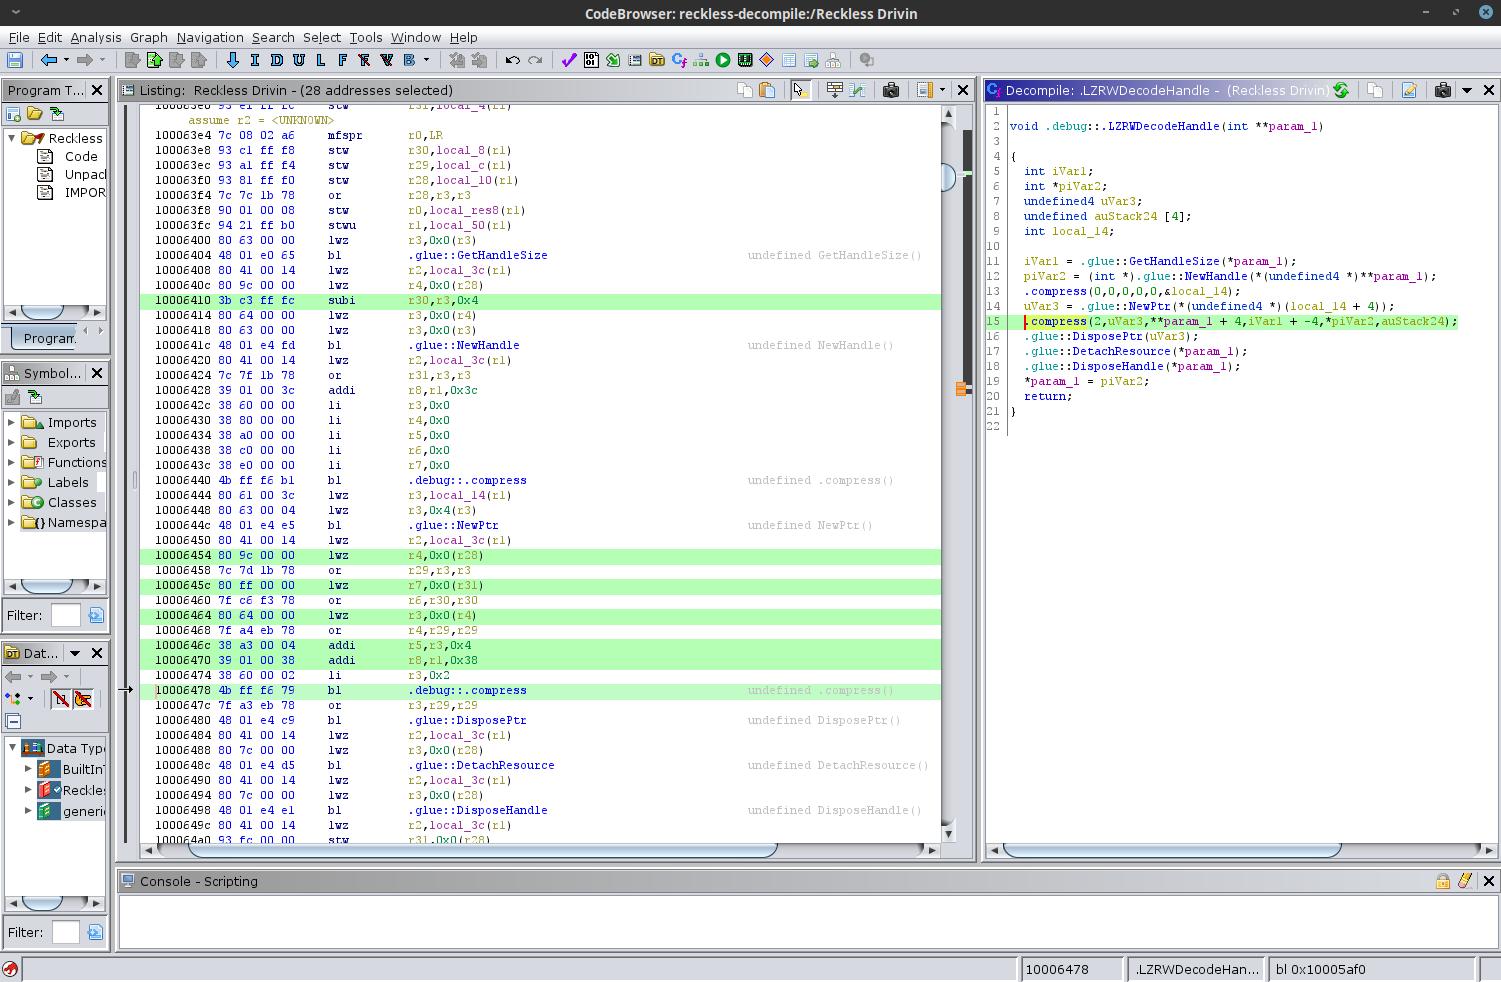 CodeBrowser: reckless-decompile:/Reckless Drivin
File Edit Analysis Graph Navigation Search Select Tools Window Help
I D U L F V B
Program T...
Reckless
Code
Unpac
IMPOR
Program
Symbol...
Imports
Exports
Functions
Labels
Classes
Namespa
Filter:
Dat...
Data Type
BuiltInT
Reckles
generic
Filter:
Listing: Reckless Drivin - (28 addresses selected)
100063e0 93 e1 ff fc stw r31,local_4(r1)
assume r2 = <UNKNOWN>
100063e4 7c 08 02 a6 mfspr r0,LR
100063e8 93 c1 ff f8 stw r30,local_8(r1)
100063ec 93 a1 ff f4 stw r29,local_c(r1)
100063f0 93 81 ff f0 stw r28,local_10(r1)
100063f4 7c 7c 1b 78 or r28,r3,r3
100063f8 90 01 00 08 stw r0,local_res8(r1)
100063fc 94 21 ff b0 stwu r1,local_50(r1)
10006400 80 63 00 00 lwz r3,0x0(r3)
10006404 48 01 e0 65 bl .glue::GetHandleSize undefined GetHandleSize()
10006408 80 41 00 14 lwz r2,local_3c(r1)
1000640c 80 9c 00 00 lwz r4,0x0(r28)
10006410 3b c3 ff fc subi r30,r3,0x4
10006414 80 64 00 00 lwz r3,0x0(r4)
10006418 80 63 00 00 lwz r3,0x0(r3)
1000641c 48 01 e4 fd bl .glue::NewHandle undefined NewHandle()
10006420 80 41 00 14 lwz r2,local_3c(r1)
10006424 7c 7f 1b 78 or r31,r3,r3
10006428 39 01 00 3c addi r8,r1,0x3c
1000642c 38 60 00 00 li r3,0x0
10006430 38 80 00 00 li r4,0x0
10006434 38 a0 00 00 li r5,0x0
10006438 38 c0 00 00 li r6,0x0
1000643c 38 e0 00 00 li r7,0x0
10006440 4b ff f6 b1 bl .debug::.compress undefined .compress()
10006444 80 61 00 3c lwz r3,local_14(r1)
10006448 80 63 00 04 lwz r3,0x4(r3)
1000644c 48 01 e4 e5 bl .glue::NewPtr undefined NewPtr()
10006450 80 41 00 14 lwz r2,local_3c(r1)
10006454 80 9c 00 00 lwz r4,0x0(r28)
10006458 7c 7d 1b 78 or r29,r3,r3
1000645c 80 ff 00 00 lwz r7,0x0(r31)
10006460 7f c6 f3 78 or r6,r30,r30
10006464 80 64 00 00 lwz r3,0x0(r4)
10006468 7f a4 eb 78 or r4,r29,r29
1000646c 38 a3 00 04 addi r5,r3,0x4
10006470 39 01 00 38 addi r8,r1,0x38
10006474 38 60 00 02 li r3,0x2
10006478 4b ff f6 79 bl .debug::.compress undefined .compress()
1000647c 7f a3 eb 78 or r3,r29,r29
10006480 48 01 e4 c9 bl .glue::DisposePtr undefined DisposePtr()
10006484 80 41 00 14 lwz r2,local_3c(r1)
10006488 80 7c 00 00 lwz r3,0x0(r28)
1000648c 48 01 e4 d5 bl .glue::DetachResource undefined DetachResource()
10006490 80 41 00 14 lwz r2,local_3c(r1)
10006494 80 7c 00 00 lwz r3,0x0(r28)
10006498 48 01 e4 e1 bl .glue::DisposeHandle undefined DisposeHandle()
1000649c 80 41 00 14 lwz r2,local_3c(r1)
100064a0 93 fc 00 00 stw r31,0x0(r28)
Decompile: .LZRWDecodeHandle - (Reckless Drivin)
1
2 void .debug::.LZRWDecodeHandle(int **param_1)
3
4 {
5 int iVar1;
6 int *piVar2;
7 undefined4 uVar3;
8 undefined auStack24 [4];
9 int local_14;
10
11 iVar1 = .glue::GetHandleSize(*param_1);
12 piVar2 = (int *).glue::NewHandle(*(undefined4 *)**param_1);
13 .compress(0,0,0,0,0,&local_14);
14 uVar3 = .glue::NewPtr(*(undefined4 *)(local_14 + 4));
15 .compress(2,uVar3,**param_1 + 4,iVar1 + -4,*piVar2,auStack24);
16 .glue::DisposePtr(uVar3);
17 .glue::DetachResource(*param_1);
18 .glue::DisposeHandle(*param_1);
19 *param_1 = piVar2;
20 return;
21 }
22
Console - Scripting
10006478 .LZRWDecodeHan... bl 0x10005af0